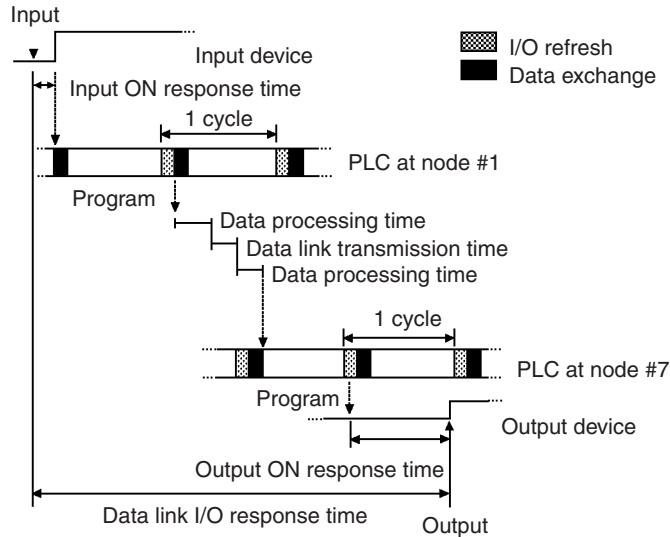 Input
Input device
I/O refresh
Data exchange
Input ON response time
1 cycle
PLC at node #1
Program
Data processing time
Data link transmission time
Data processing time
1 cycle
PLC at node #7
Program
Output device
Output ON response time
Data link I/O response time
Output